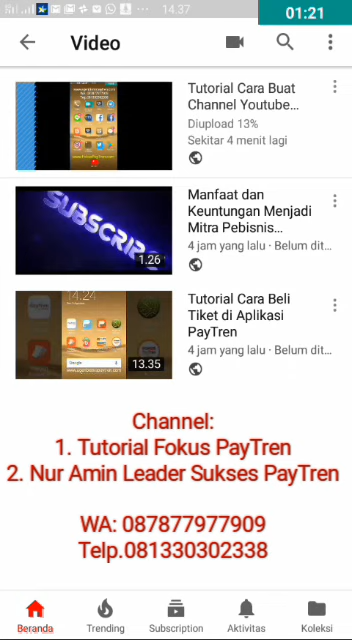 14.37
01:21
Video
Tutorial Cara Buat
Channel Youtube...
Diupload 13%
Sekitar 4 menit lagi
SUBSCRIBE
1.26
Manfaat dan
Keuntungan Menjadi
Mitra Pebisnis...
4 jam yang lalu · Belum dit...
14.24
13.35
Tutorial Cara Beli
Tiket di Aplikasi
PayTren
4 jam yang lalu · Belum dit...
Channel:
1. Tutorial Fokus PayTren
2. Nur Amin Leader Sukses PayTren
WA: 087877977909
Telp.081330302338
Beranda
Trending
Subscription
Aktivitas
Koleksi